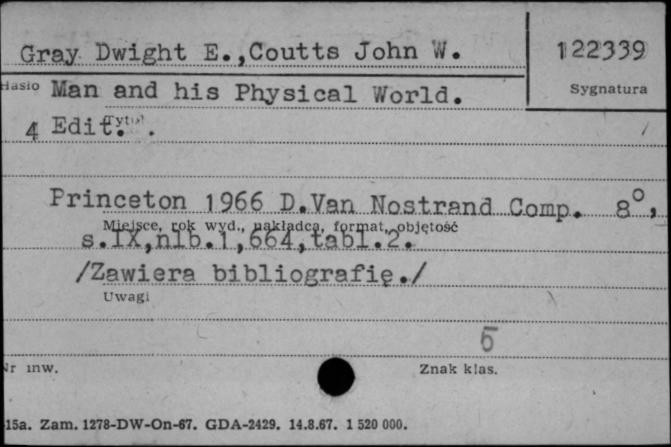 Gray Dwight E.,Coutts John W.
122339
Hasło
Sygnatura
Man and his Physical World.
Tytuł
4 Edit. .
Princeton 1966 D.Van Nostrand Comp. 8°,
Miejsce, rok wyd., nakładca, format, objętość
s.IX,nlb.1,664,tabl.2.
/Zawiera bibliografię./
Uwagi
5
Nr inw.
Znak klas.
-15a. Zam. 1278-DW-On-67. GDA-2429. 14.8.67. 1 520 000.